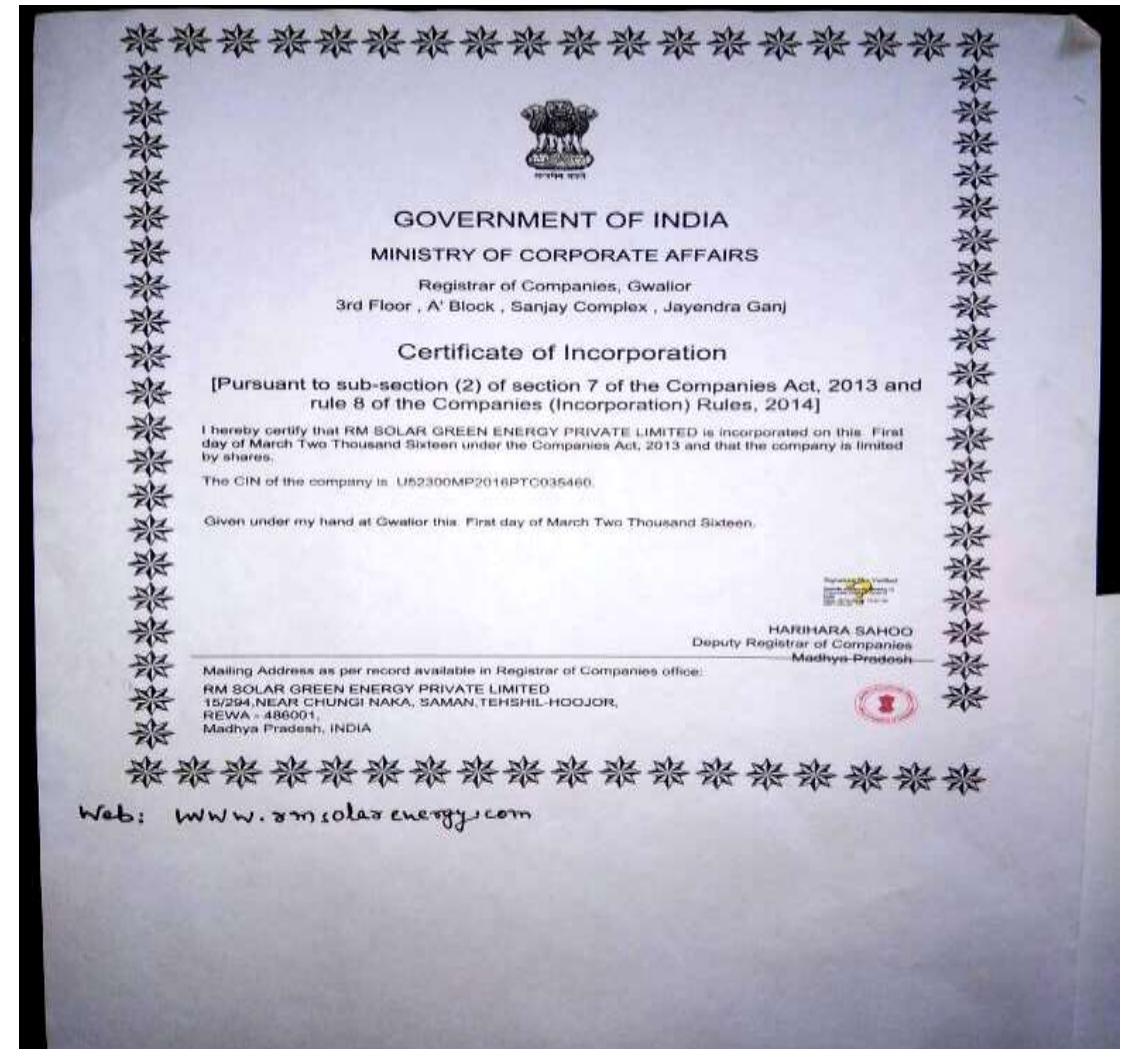 सत्यमेव जयते
GOVERNMENT OF INDIA
MINISTRY OF CORPORATE AFFAIRS
Registrar of Companies, Gwalior
3rd Floor , A' Block , Sanjay Complex , Jayendra Ganj
Certificate of Incorporation
[Pursuant to sub-section (2) of section 7 of the Companies Act, 2013 and
rule 8 of the Companies (Incorporation) Rules, 2014]
I hereby certify that RM SOLAR GREEN ENERGY PRIVATE LIMITED is incorporated on this First
day of March Two Thousand Sixteen under the Companies Act, 2013 and that the company is limited
by shares.
The CIN of the company is U52300MP2016PTC035460.
Given under my hand at Gwalior this First day of March Two Thousand Sixteen.
HARIHARA SAHOO
Deputy Registrar of Companies
Madhya Pradesh
Mailing Address as per record available in Registrar of Companies office:
RM SOLAR GREEN ENERGY PRIVATE LIMITED
15/294,NEAR CHUNGI NAKA, SAMAN,TEHSHIL-HOOJOR,
REWA - 486001,
Madhya Pradesh, INDIA
Web: www.rmsolarenergy.com